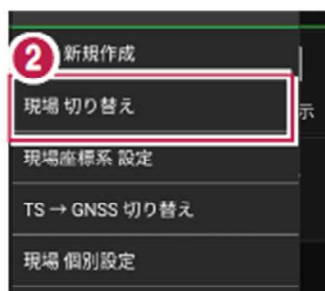 2 新規作成
現場 切り替え
示
現場座標系 設定
TS → GNSS 切り替え
現場 個別設定